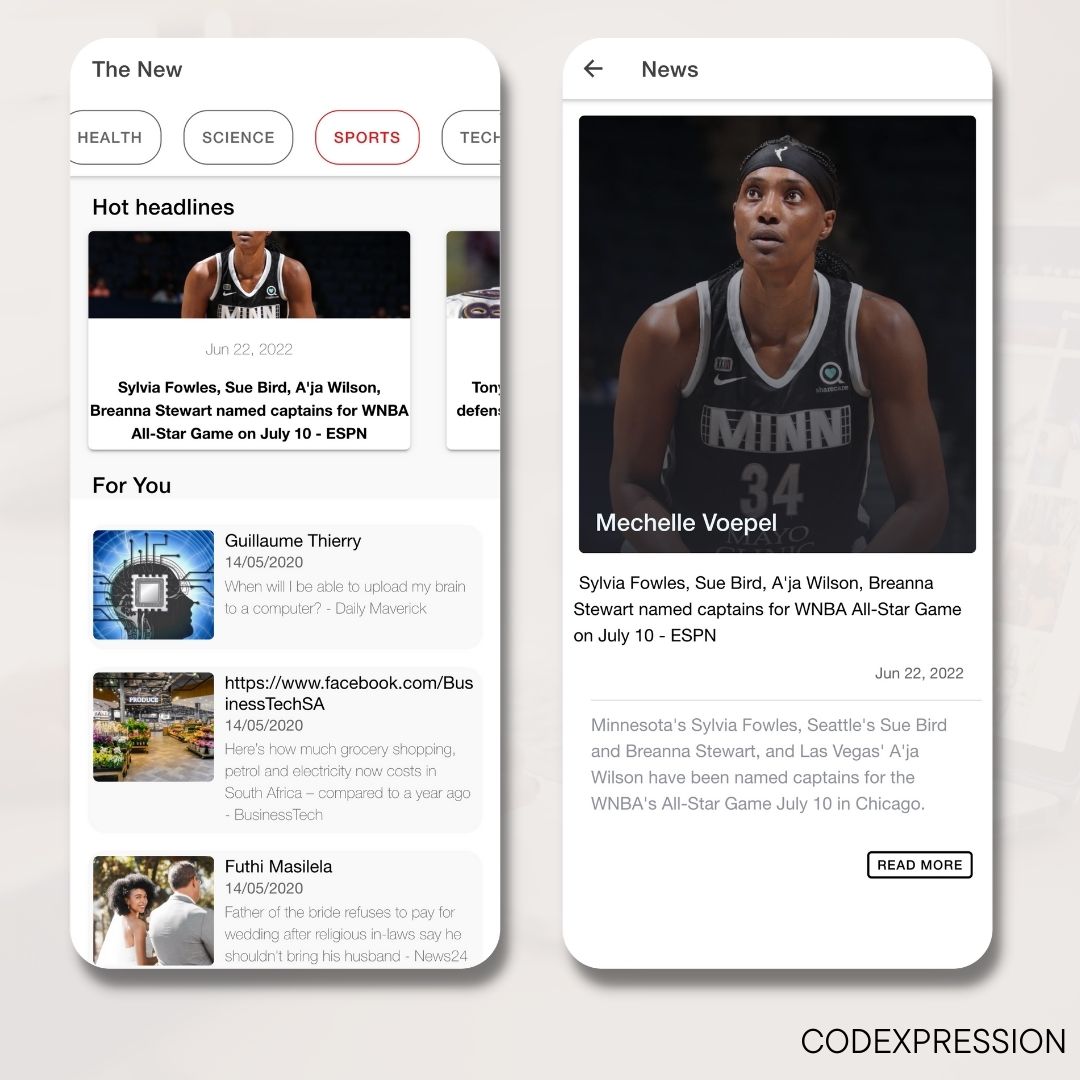 The New
HEALTH
SCIENCE
SPORTS
TECH
Hot headlines
MINN
Jun 22, 2022
Sylvia Fowles, Sue Bird, A'ja Wilson,
Breanna Stewart named captains for WNBA
All-Star Game on July 10 - ESPN
Tony
defens
For You
Guillaume Thierry
14/05/2020
When will I be able to upload my brain
to a computer? - Daily Maverick
PRODUCE
https://www.facebook.com/Bus
inessTechSA
14/05/2020
Here's how much grocery shopping,
petrol and electricity now costs in
South Africa – compared to a year ago
- BusinessTech
Futhi Masilela
14/05/2020
Father of the bride refuses to pay for
wedding after religious in-laws say he
shouldn't bring his husband - News24
News
sharecare
MINN
34
Mechelle Voepel
MAYO
CLINIC
Sylvia Fowles, Sue Bird, A'ja Wilson, Breanna
Stewart named captains for WNBA All-Star Game
on July 10 - ESPN
Jun 22, 2022
Minnesota's Sylvia Fowles, Seattle's Sue Bird
and Breanna Stewart, and Las Vegas' A'ja
Wilson have been named captains for the
WNBA's All-Star Game July 10 in Chicago.
READ MORE
CODEXPRESSION